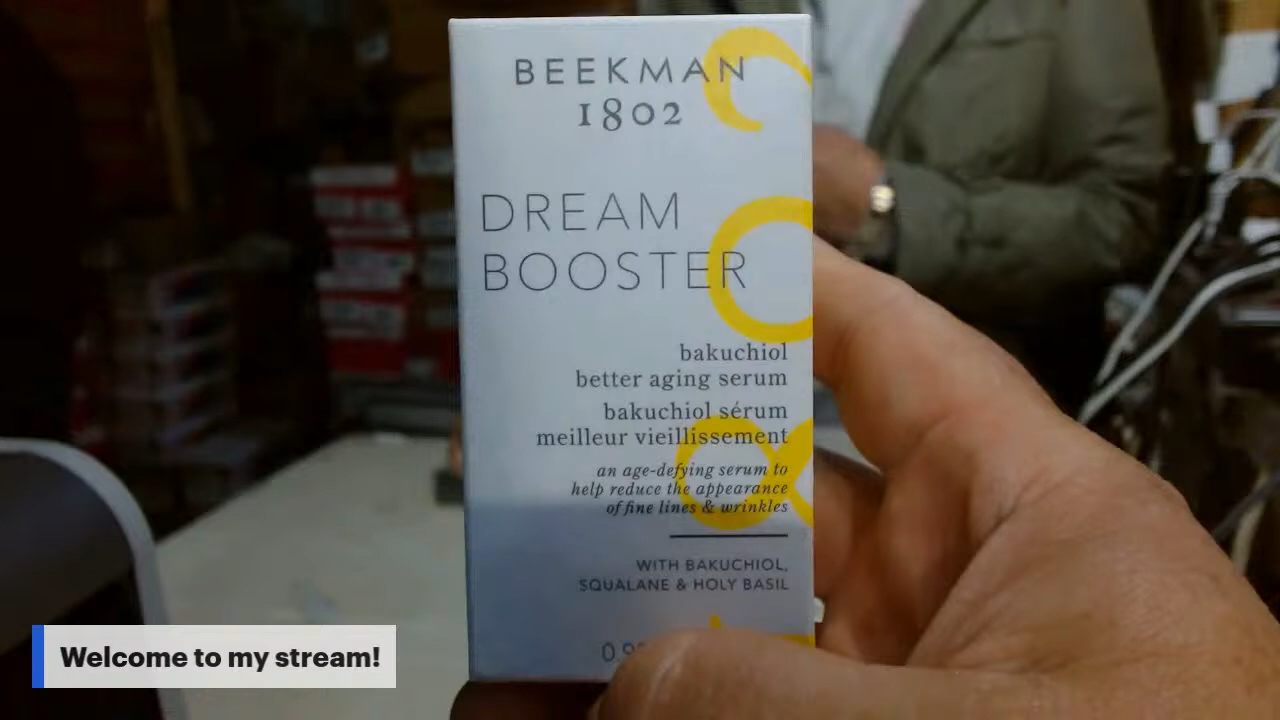 BEEKMAN
1802
DREAM
BOOSTER
bakuchiol
better aging serum
bakuchiol sérum
meilleur vieillissement
an age-defying serum to
help reduce the appearance
of fine lines & wrinkles
WITH BAKUCHIOL,
SQUALANE & HOLY BASIL
Welcome to my stream!